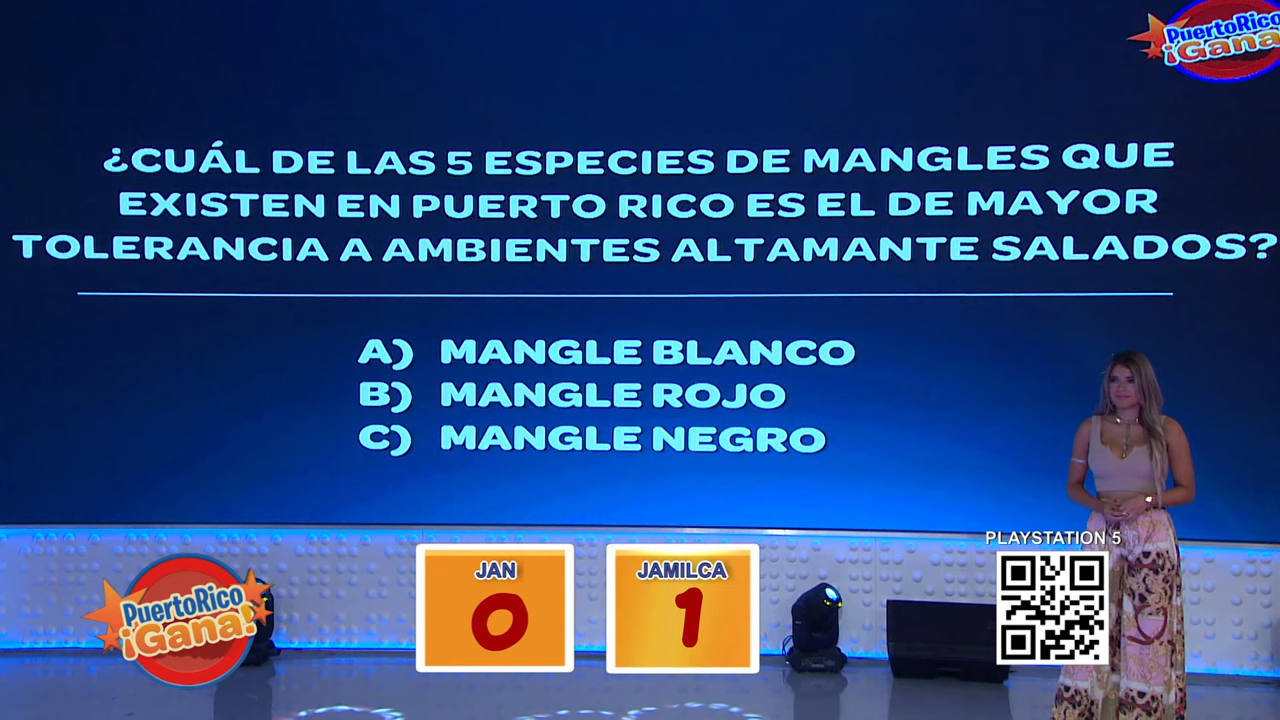 PuertoRico
¡Gana
¿CUÁL DE LAS 5 ESPECIES DE MANGLES QUE
EXISTEN EN PUERTO RICO ES EL DE MAYOR
TOLERANCIA A AMBIENTES ALTAMANTE SALADOS?
A) MANGLE BLANCO
B) MANGLE ROJO
C) MANGLE NEGRO
PLAYSTATION 5
JAN
0
JAMILCA
1
PuertoRico
¡Gana!